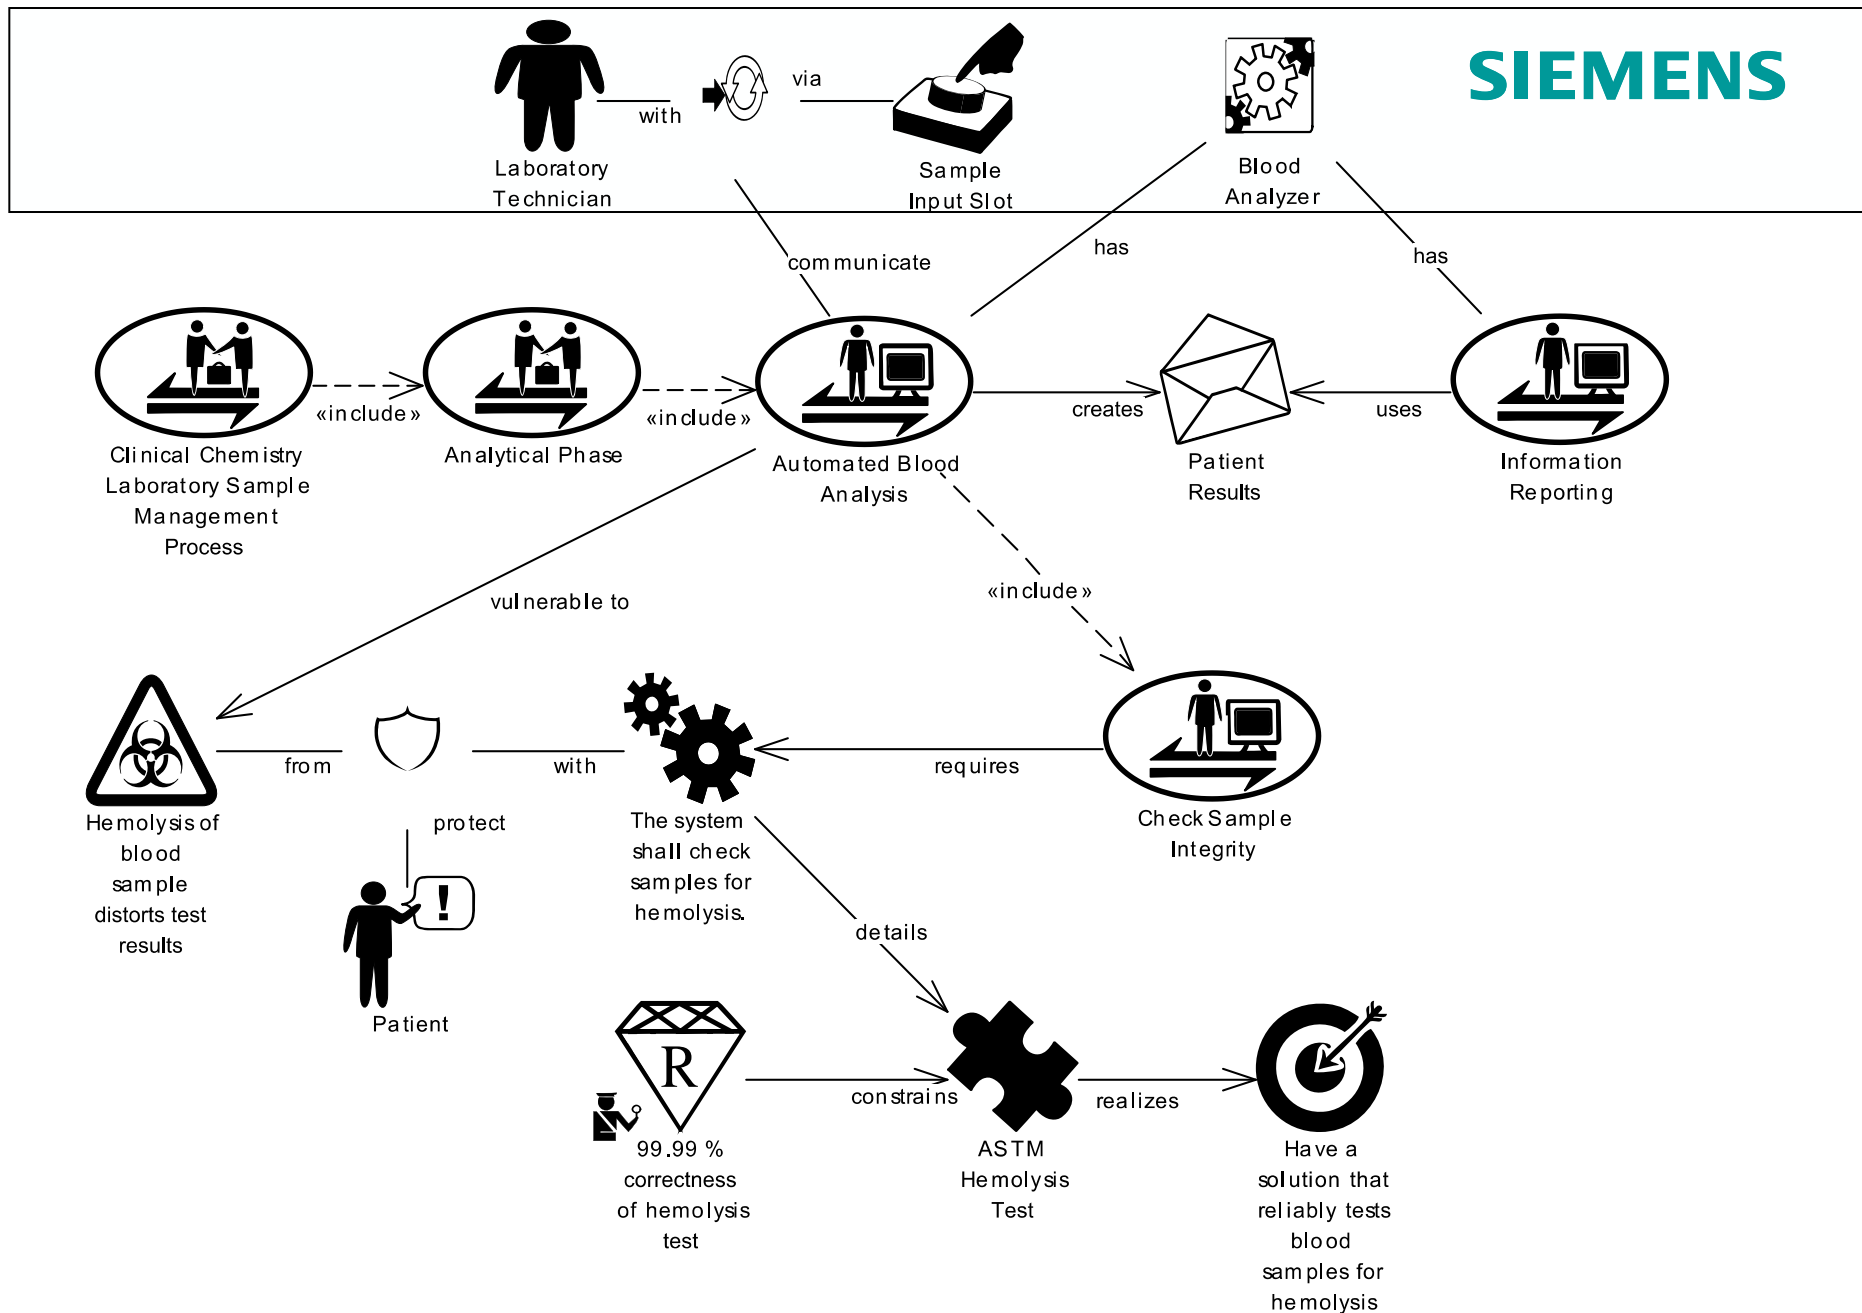 SIEMENS
with
via
Laboratory
Technician
Sample
Input Slot
Blood
Analyzer
communicate
has
has
«include»
«include»
creates
uses
Clinical Chemistry
Laboratory Sample
Management
Process
Analytical Phase
Automated Blood
Analysis
Patient
Results
Information
Reporting
vulnerable to
«include»
from
with
requires
Hemolysis of
blood
sample
distorts test
results
protect
The system
shall check
samples for
hemolysis.
Check Sample
Integrity
!
Patient
details
R
constrains
realizes
99.99 %
correctness
of hemolysis
test
ASTM
Hemolysis
Test
Have a
solution that
reliably tests
blood
samples for
hemolysis